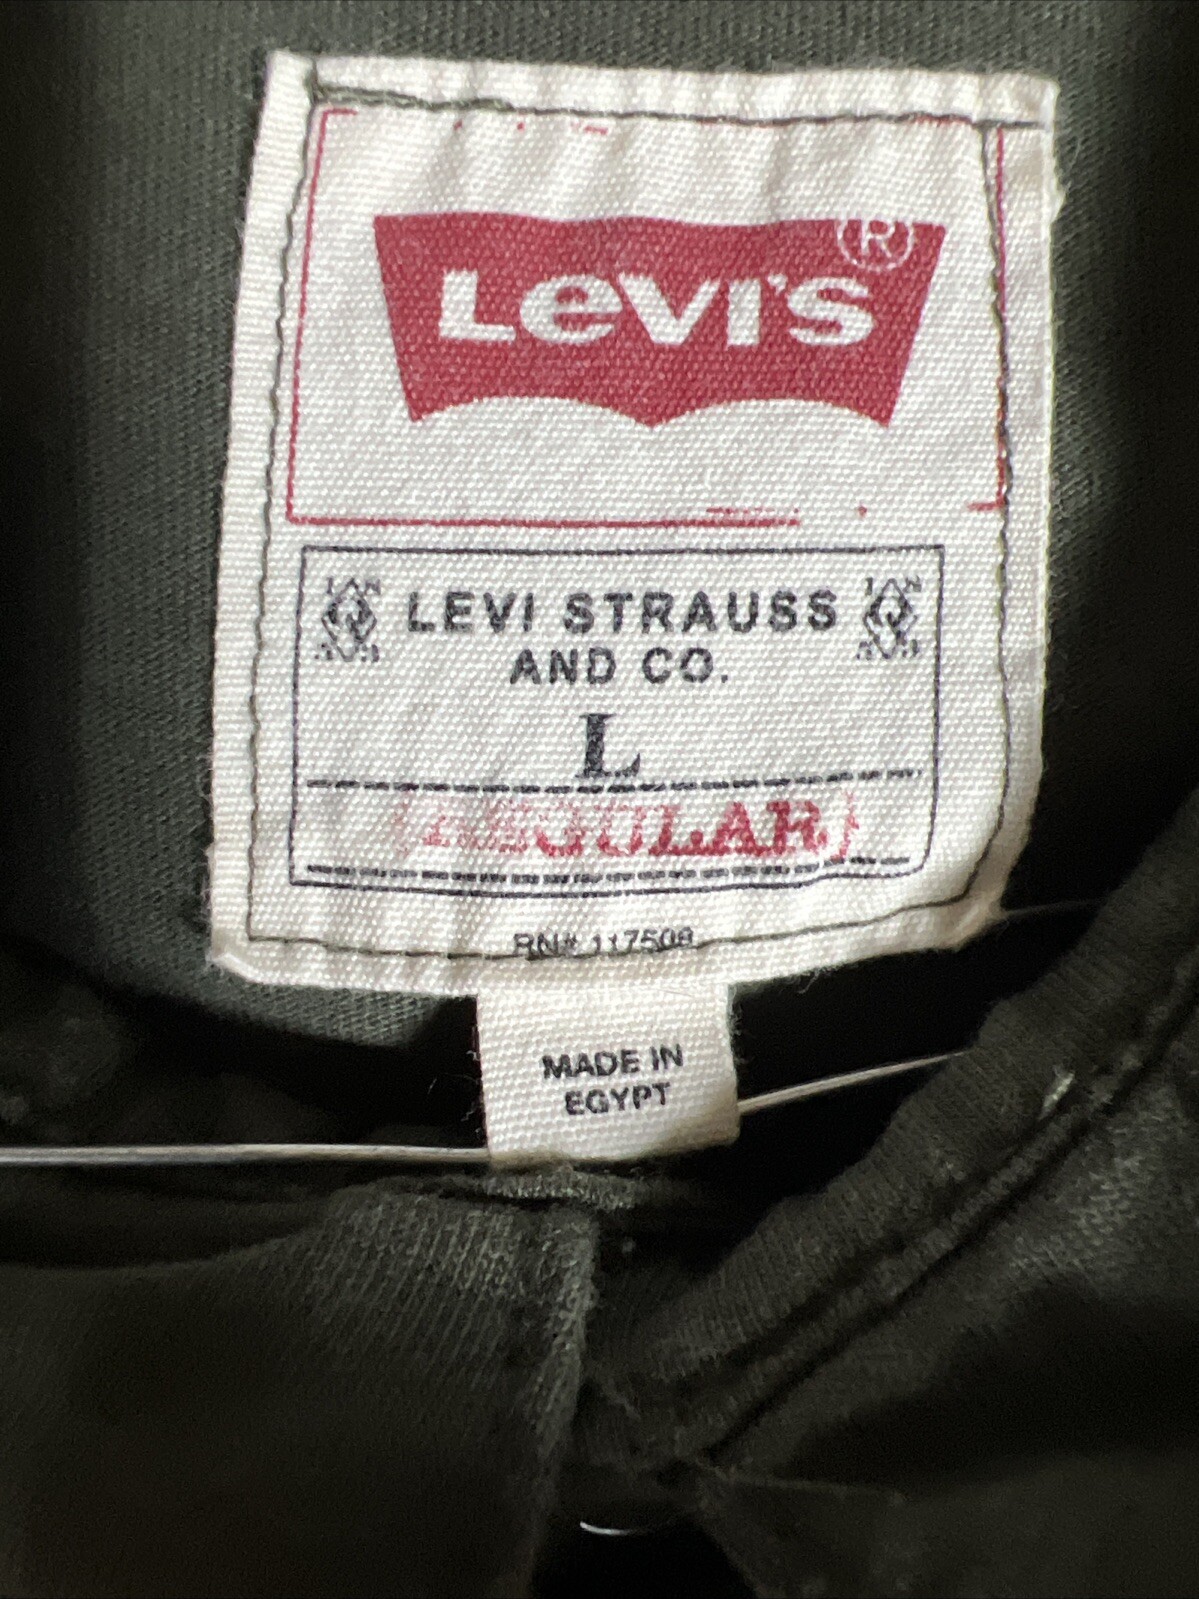 LEVI'S ®
LEVI STRAUSS
AND CO.
L
(REGULAR)
RN# 117508
MADE IN
EGYPT